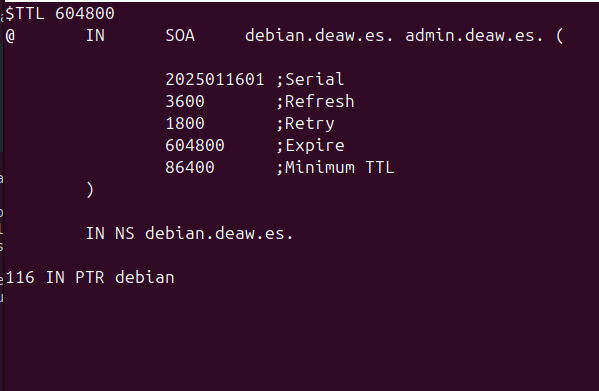 $TTL 604800
@ IN SOA debian.deaw.es. admin.deaw.es. (
2025011601 ;Serial
3600 ;Refresh
1800 ;Retry
604800 ;Expire
86400 ;Minimum TTL
)
IN NS debian.deaw.es.
116 IN PTR debian